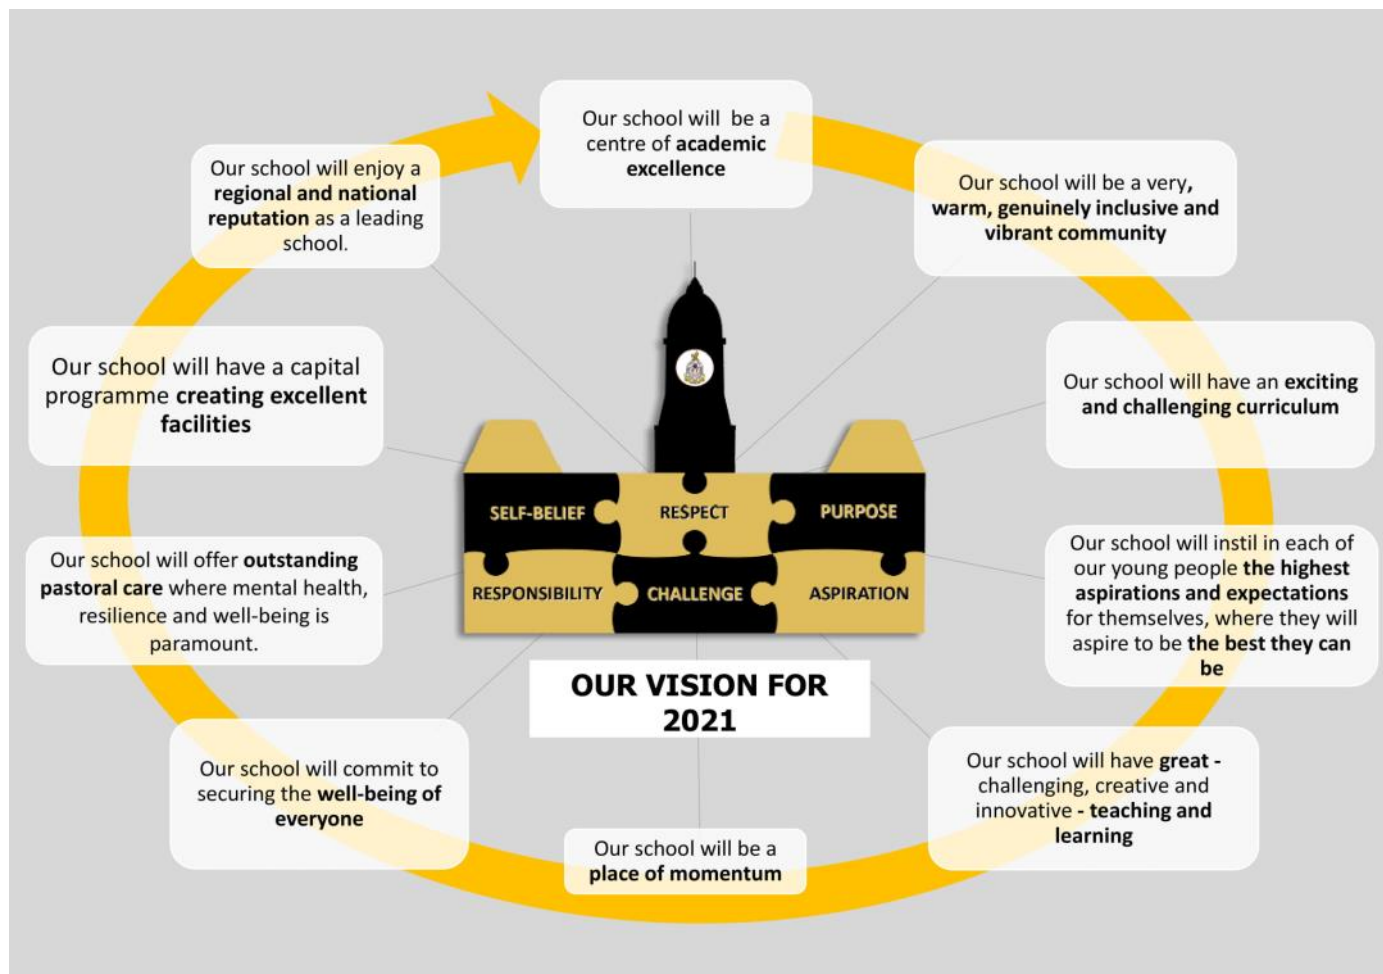 Our school will be a
centre of academic
excellence
Our school will be a very,
warm, genuinely inclusive and
vibrant community
Our school will have an exciting
and challenging curriculum
Our school will instil in each of
our young people the highest
aspirations and expectations
for themselves, where they will
aspire to be the best they can
be
Our school will have great -
challenging, creative and
innovative - teaching and
learning
Our school will be a
place of momentum
Our school will commit to
securing the well-being of
everyone
Our school will offer outstanding
pastoral care where mental health,
resilience and well-being is
paramount.
Our school will have a capital
programme creating excellent
facilities
Our school will enjoy a
regional and national
reputation as a leading
school.
SELF-BELIEF RESPECT PURPOSE
RESPONSIBILITY CHALLENGE ASPIRATION
OUR VISION FOR
2021